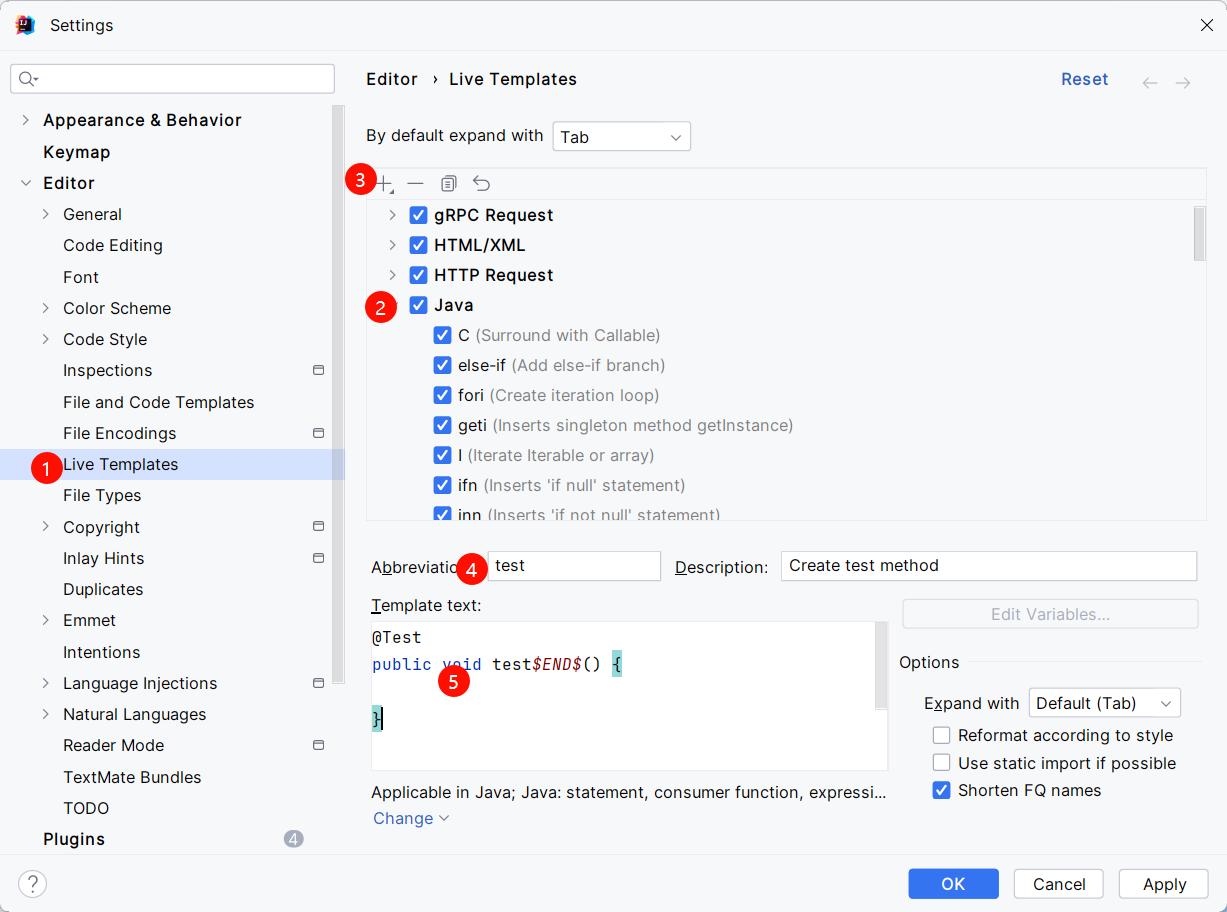 Settings
Editor › Live Templates
Reset
By default expand with Tab
Appearance & Behavior
Keymap
Editor
General
Code Editing
Font
Color Scheme
Code Style
Inspections
File and Code Templates
File Encodings
1 Live Templates
File Types
Copyright
Inlay Hints
Duplicates
Emmet
Intentions
Language Injections
Natural Languages
Reader Mode
TextMate Bundles
TODO
Plugins 4
3
gRPC Request
HTML/XML
HTTP Request
2 Java
C (Surround with Callable)
else-if (Add else-if branch)
fori (Create iteration loop)
geti (Inserts singleton method getInstance)
I (Iterate Iterable or array)
ifn (Inserts 'if null' statement)
inn (Inserts 'if not null' statement)
Abbreviatio 4 test Description: Create test method
Template text:
@Test
public void test$END$() {
5
}
Edit Variables...
Options
Expand with Default (Tab)
Reformat according to style
Use static import if possible
Shorten FQ names
Applicable in Java; Java: statement, consumer function, expressi...
Change
?
OK Cancel Apply